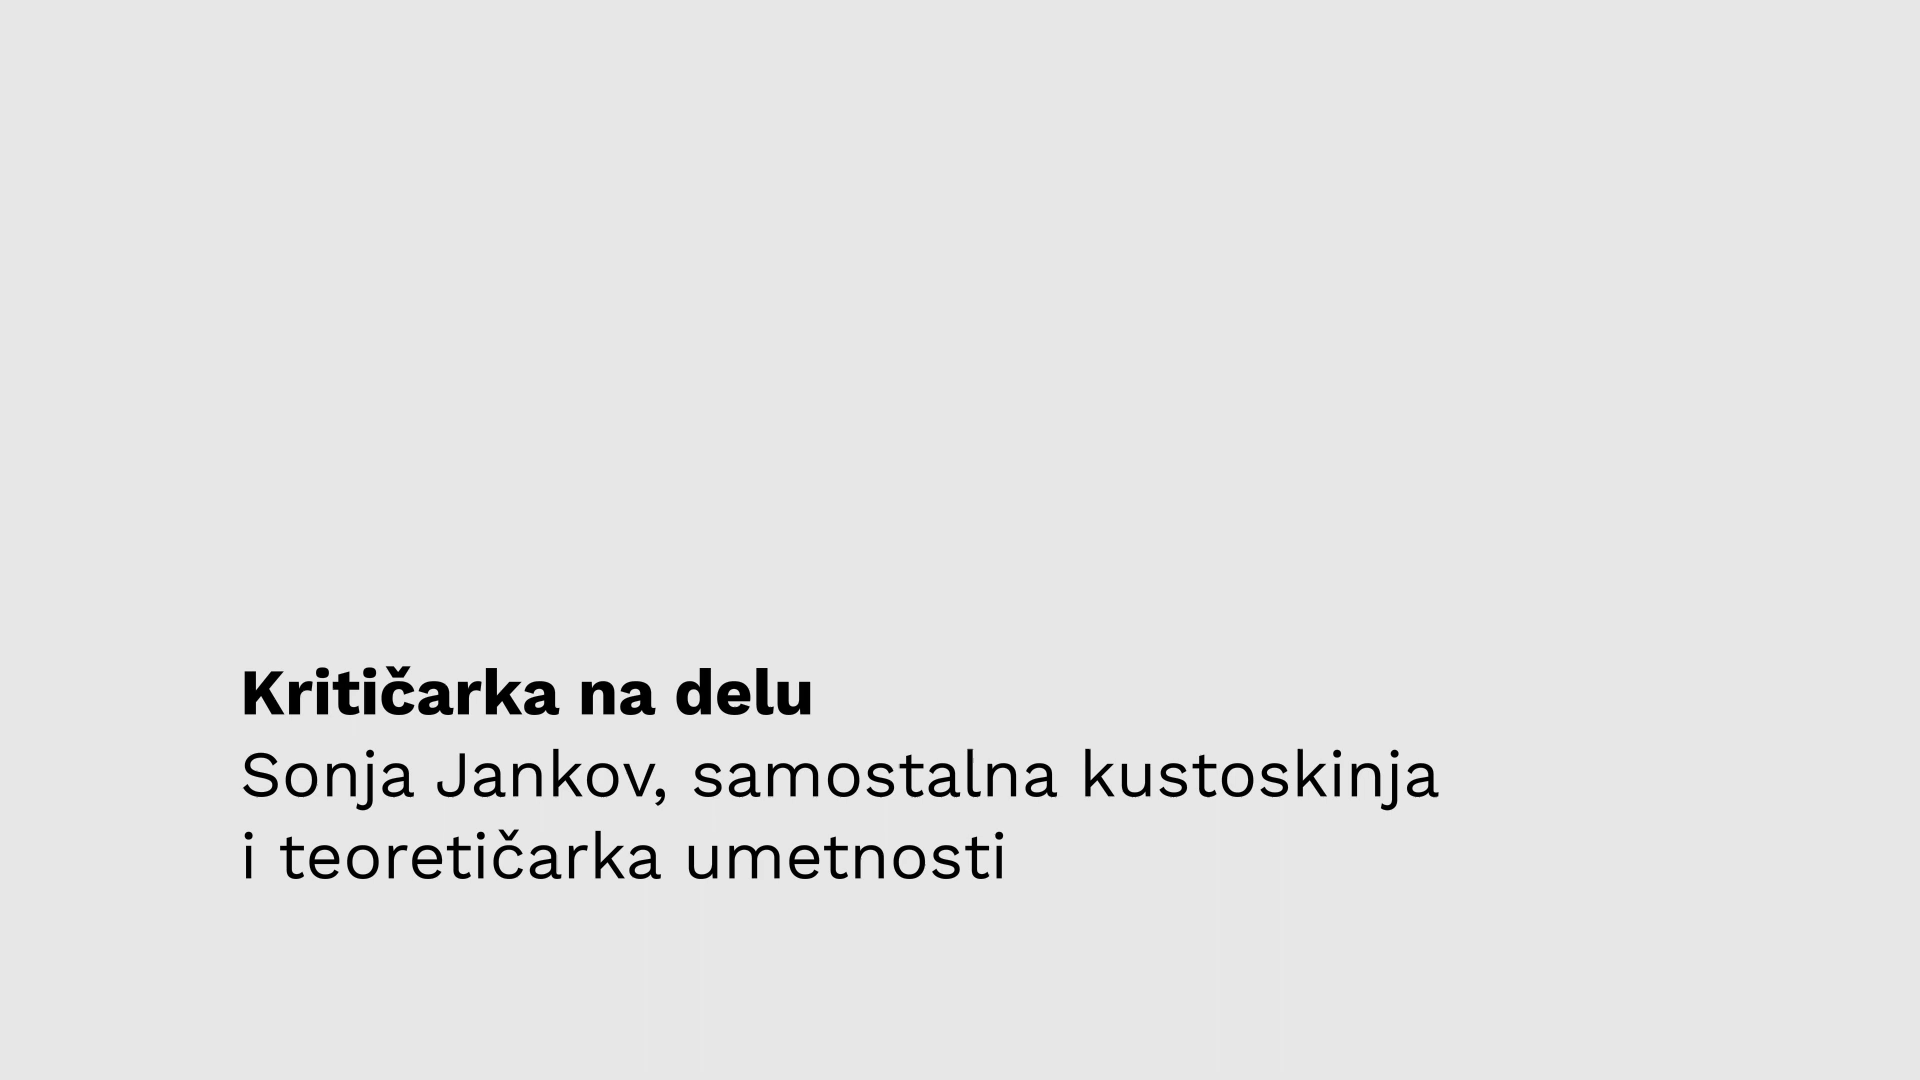 Kritičarka na delu
Sonja Jankov, samostalna kustoskinja
i teoretičarka umetnosti